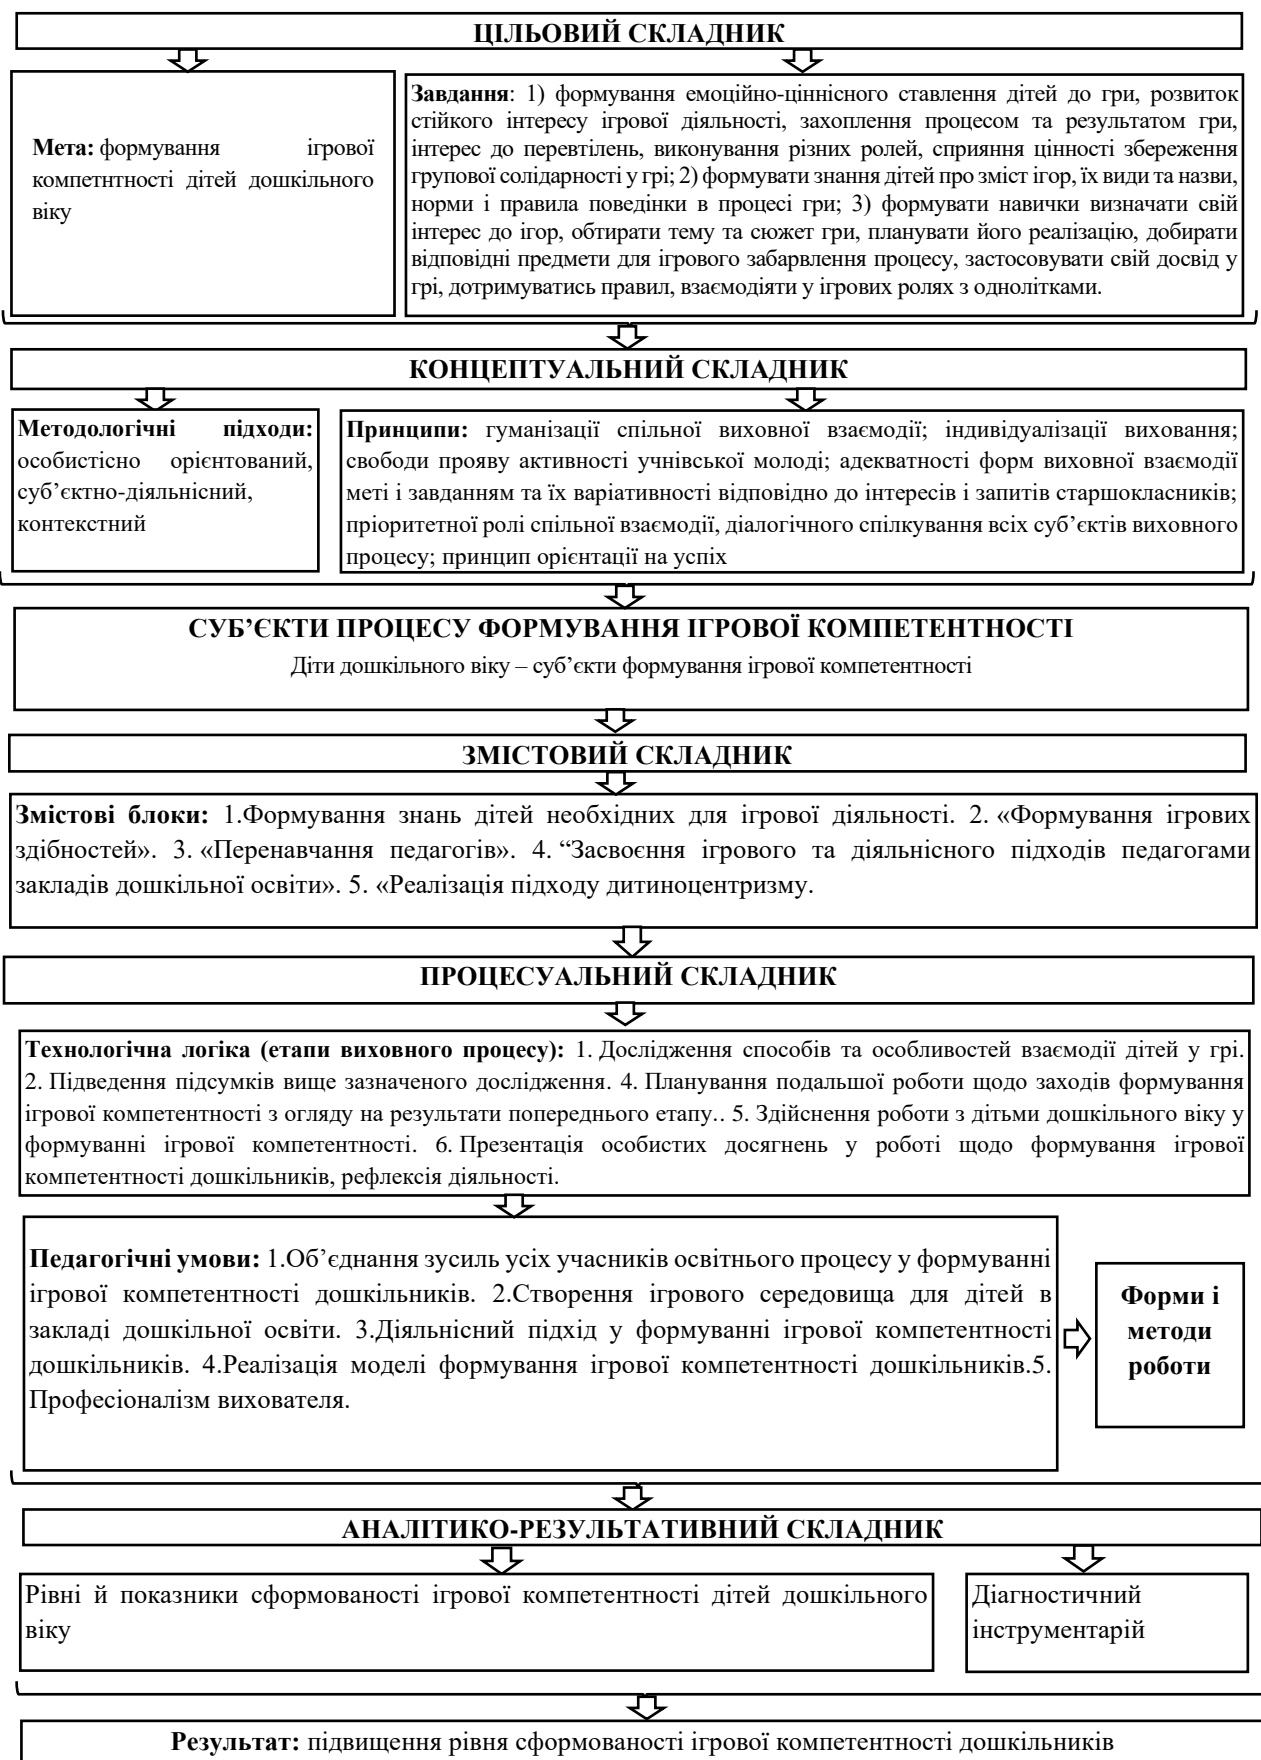 ЦІЛЬОВИЙ СКЛАДНИК
Мета: формування ігрової
компетнтності дітей дошкільного
віку
Завдання: 1) формування емоційно-ціннісного ставлення дітей до гри, розвиток
стійкого інтересу ігрової діяльності, захоплення процесом та результатом гри,
інтерес до перевтілень, виконування різних ролей, сприяння цінності збереження
групової солідарності у грі; 2) формувати знання дітей про зміст ігор, їх види та назви,
норми і правила поведінки в процесі гри; 3) формувати навички визначати свій
інтерес до ігор, обтирати тему та сюжет гри, планувати його реалізацію, добирати
відповідні предмети для ігрового забарвлення процесу, застосовувати свій досвід у
грі, дотримуватись правил, взаємодіяти у ігрових ролях з однолітками.
КОНЦЕПТУАЛЬНИЙ СКЛАДНИК
Методологічні підходи:
особистісно орієнтований,
суб’єктно-діяльнісний,
контекстний
Принципи: гуманізації спільної виховної взаємодії; індивідуалізації виховання;
свободи прояву активності учнівської молоді; адекватності форм виховної взаємодії
меті і завданням та їх варіативності відповідно до інтересів і запитів старшокласників;
пріоритетної ролі спільної взаємодії, діалогічного спілкування всіх суб’єктів виховного
процесу; принцип орієнтації на успіх
СУБ’ЄКТИ ПРОЦЕСУ ФОРМУВАННЯ ІГРОВОЇ КОМПЕТЕНТНОСТІ
Діти дошкільного віку – суб’єкти формування ігрової компетентності
ЗМІСТОВИЙ СКЛАДНИК
Змістові блоки: 1.Формування знань дітей необхідних для ігрової діяльності. 2. «Формування ігрових
здібностей». 3. «Перенавчання педагогів». 4. “Засвоєння ігрового та діяльнісного підходів педагогами
закладів дошкільної освіти». 5. «Реалізація підходу дитиноцентризму.
ПРОЦЕСУАЛЬНИЙ СКЛАДНИК
Технологічна логіка (етапи виховного процесу): 1. Дослідження способів та особливостей взаємодії дітей у грі.
2. Підведення підсумків вище зазначеного дослідження. 4. Планування подальшої роботи щодо заходів формування
ігрової компетентності з огляду на результати попереднього етапу.. 5. Здійснення роботи з дітьми дошкільного віку у
формуванні ігрової компетентності. 6. Презентація особистих досягнень у роботі щодо формування ігрової
компетентності дошкільників, рефлексія діяльності.
Педагогічні умови: 1.Об’єднання зусиль усіх учасників освітнього процесу у формуванні
ігрової компетентності дошкільників. 2.Створення ігрового середовища для дітей в
закладі дошкільної освіти. 3.Діяльнісний підхід у формуванні ігрової компетентності
дошкільників. 4.Реалізація моделі формування ігрової компетентності дошкільників.5.
Професіоналізм вихователя.
Форми і
методи
роботи
АНАЛІТИКО-РЕЗУЛЬТАТИВНИЙ СКЛАДНИК
Рівні й показники сформованості ігрової компетентності дітей дошкільного
віку
Діагностичний
інструментарій
Результат: підвищення рівня сформованості ігрової компетентності дошкільників